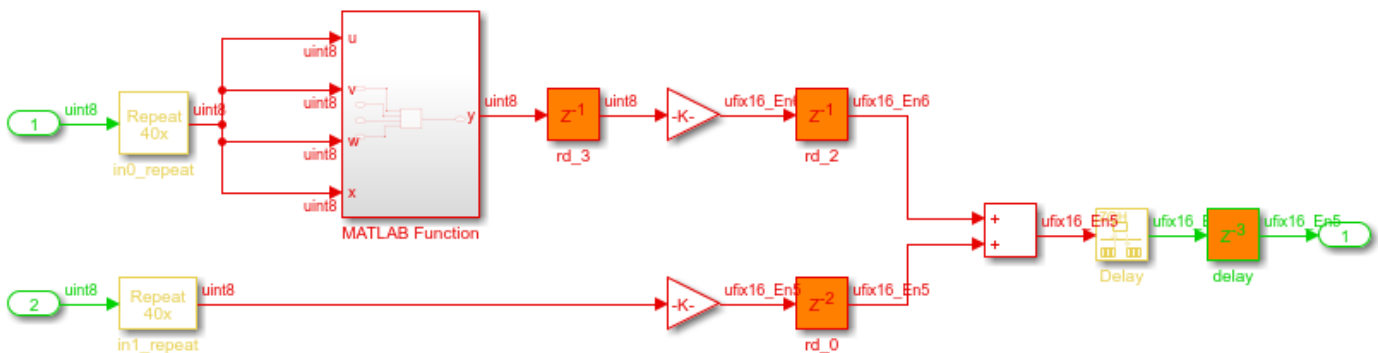 uint8
1
Repeat
40x
in0_repeat
uint8
uint8
u
uint8
v
uint8
w
uint8
x
y
MATLAB Function
uint8
Z-1
rd_3
uint8
-K-
ufix16_En6
Z-1
rd_2
ufix16_En6
uint8
2
Repeat
40x
in1_repeat
uint8
-K-
ufix16_En5
Z-2
rd_0
ufix16_En5
+
+
ufix16_En5
Delay
Z-3
delay
ufix16_En5
1